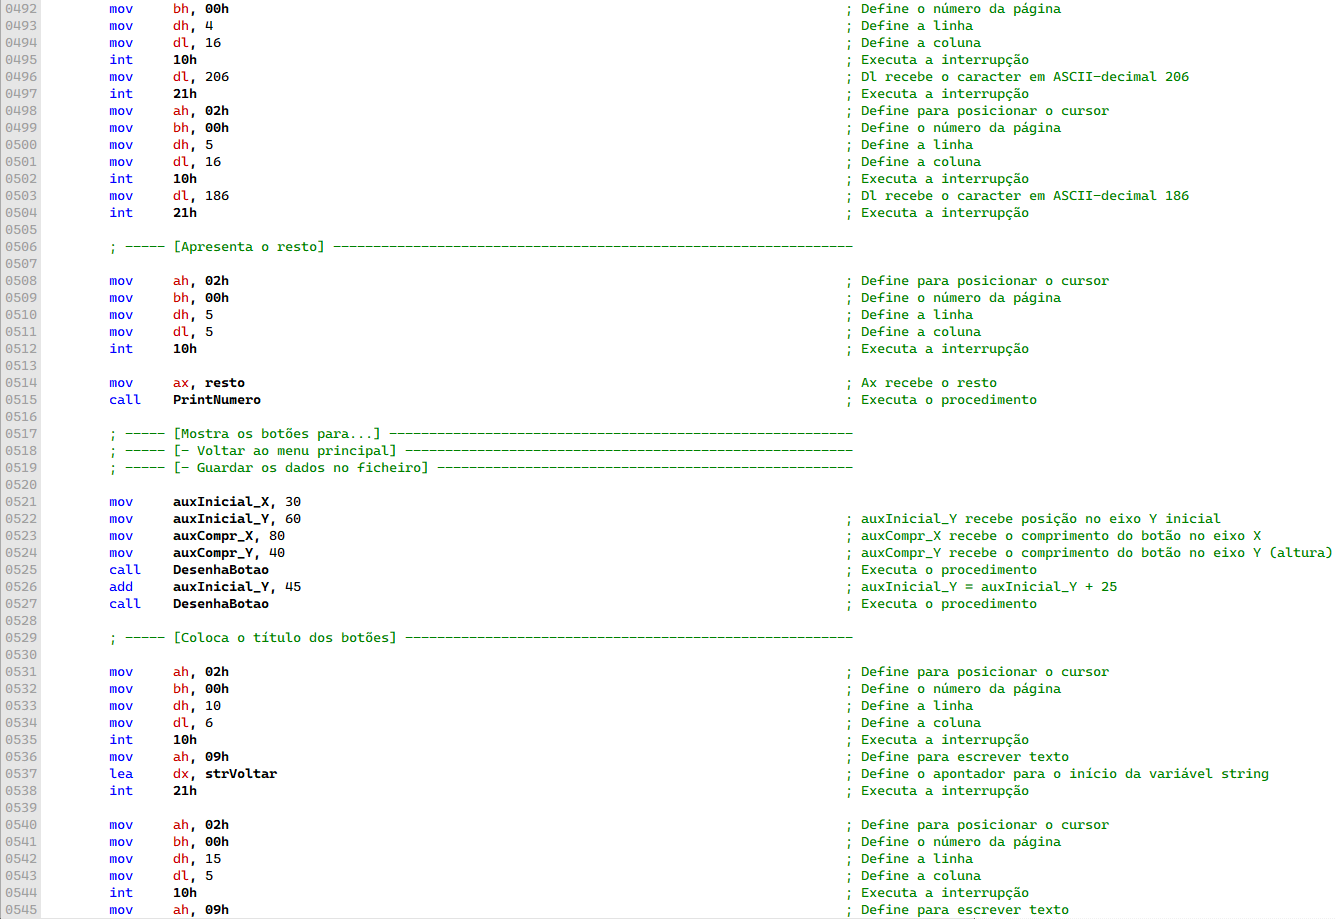 0492 mov bh, 00h ; Define o número da página
0493 mov dh, 4 ; Define a linha
0494 mov dl, 16 ; Define a coluna
0495 int 10h ; Executa a interrupção
0496 mov dl, 206 ; Dl recebe o caracter em ASCII-decimal 206
0497 int 21h ; Executa a interrupção
0498 mov ah, 02h ; Define para posicionar o cursor
0499 mov bh, 00h ; Define o número da página
0500 mov dh, 5 ; Define a linha
0501 mov dl, 16 ; Define a coluna
0502 int 10h ; Executa a interrupção
0503 mov dl, 186 ; Dl recebe o caracter em ASCII-decimal 186
0504 int 21h ; Executa a interrupção
0505
0506 ; ----- [Apresenta o resto] -----------------------------------------------------------------
0507
0508 mov ah, 02h ; Define para posicionar o cursor
0509 mov bh, 00h ; Define o número da página
0510 mov dh, 5 ; Define a linha
0511 mov dl, 5 ; Define a coluna
0512 int 10h ; Executa a interrupção
0513
0514 mov ax, resto ; Ax recebe o resto
0515 call PrintNumero ; Executa o procedimento
0516
0517 ; ----- [Mostra os botões para...] ----------------------------------------------------------
0518 ; ----- [- Voltar ao menu principal] --------------------------------------------------------
0519 ; ----- [- Guardar os dados no ficheiro] ----------------------------------------------------
0520
0521 mov auxInicial_X, 30
0522 mov auxInicial_Y, 60 ; auxInicial_Y recebe posição no eixo Y inicial
0523 mov auxCompr_X, 80 ; auxCompr_X recebe o comprimento do botão no eixo X
0524 mov auxCompr_Y, 40 ; auxCompr_Y recebe o comprimento do botão no eixo Y (altura)
0525 call DesenhaBotao ; Executa o procedimento
0526 add auxInicial_Y, 45 ; auxInicial_Y = auxInicial_Y + 25
0527 call DesenhaBotao ; Executa o procedimento
0528
0529 ; ----- [Coloca o título dos botões] --------------------------------------------------------
0530
0531 mov ah, 02h ; Define para posicionar o cursor
0532 mov bh, 00h ; Define o número da página
0533 mov dh, 10 ; Define a linha
0534 mov dl, 6 ; Define a coluna
0535 int 10h ; Executa a interrupção
0536 mov ah, 09h ; Define para escrever texto
0537 lea dx, strVoltar ; Define o apontador para o início da variável string
0538 int 21h ; Executa a interrupção
0539
0540 mov ah, 02h ; Define para posicionar o cursor
0541 mov bh, 00h ; Define o número da página
0542 mov dh, 15 ; Define a linha
0543 mov dl, 5 ; Define a coluna
0544 int 10h ; Executa a interrupção
0545 mov ah, 09h ; Define para escrever texto